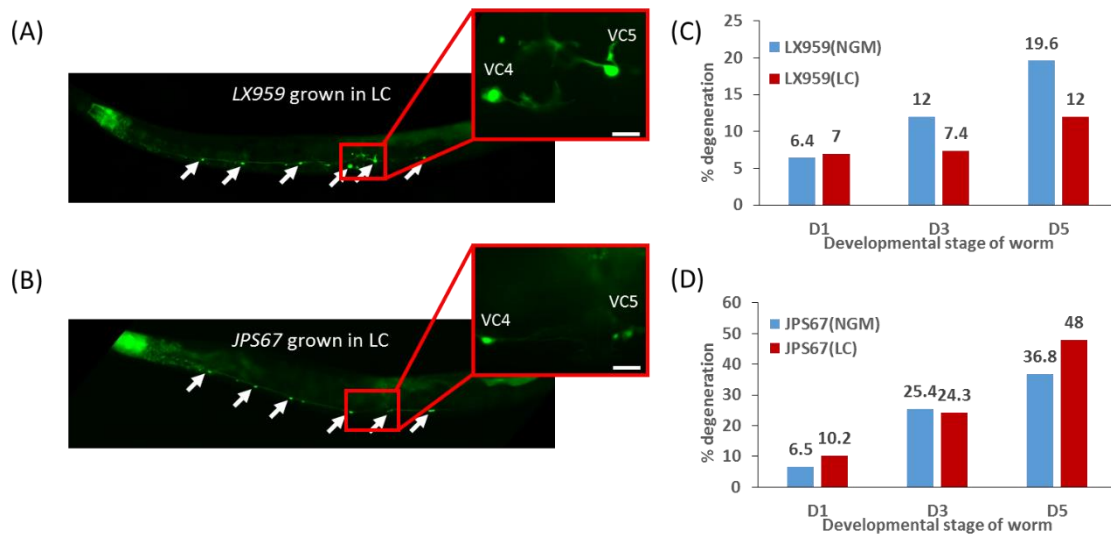 (A)
LX959 grown in LC
VC4
VC5
(B)
JPS67 grown in LC
VC4
VC5
(C)
LX959(NGM)
LX959(LC)
% degeneration
25
20
15
10
5
0
6.4
7
12
7.4
19.6
12
D1
D3
D5
Developmental stage of worm
(D)
JPS67(NGM)
JPS67(LC)
% degeneration
60
50
40
30
20
10
0
6.5
10.2
25.4
24.3
36.8
48
D1
D3
D5
Developmental stage of worm